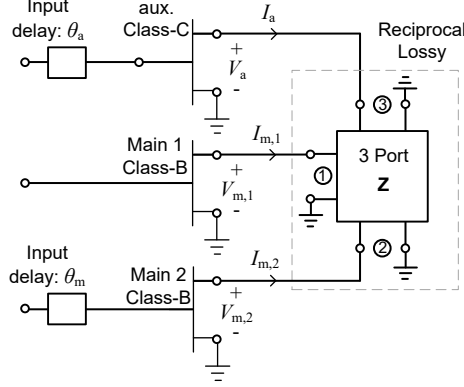 Input
delay: θa
aux.
Class-C
Ia
+
Va
-
Reciprocal
Lossy
③
Main 1
Class-B
Im,1
+
Vm,1
-
①
3 Port
Z
②
Input
delay: θm
Main 2
Class-B
Im,2
+
Vm,2
-